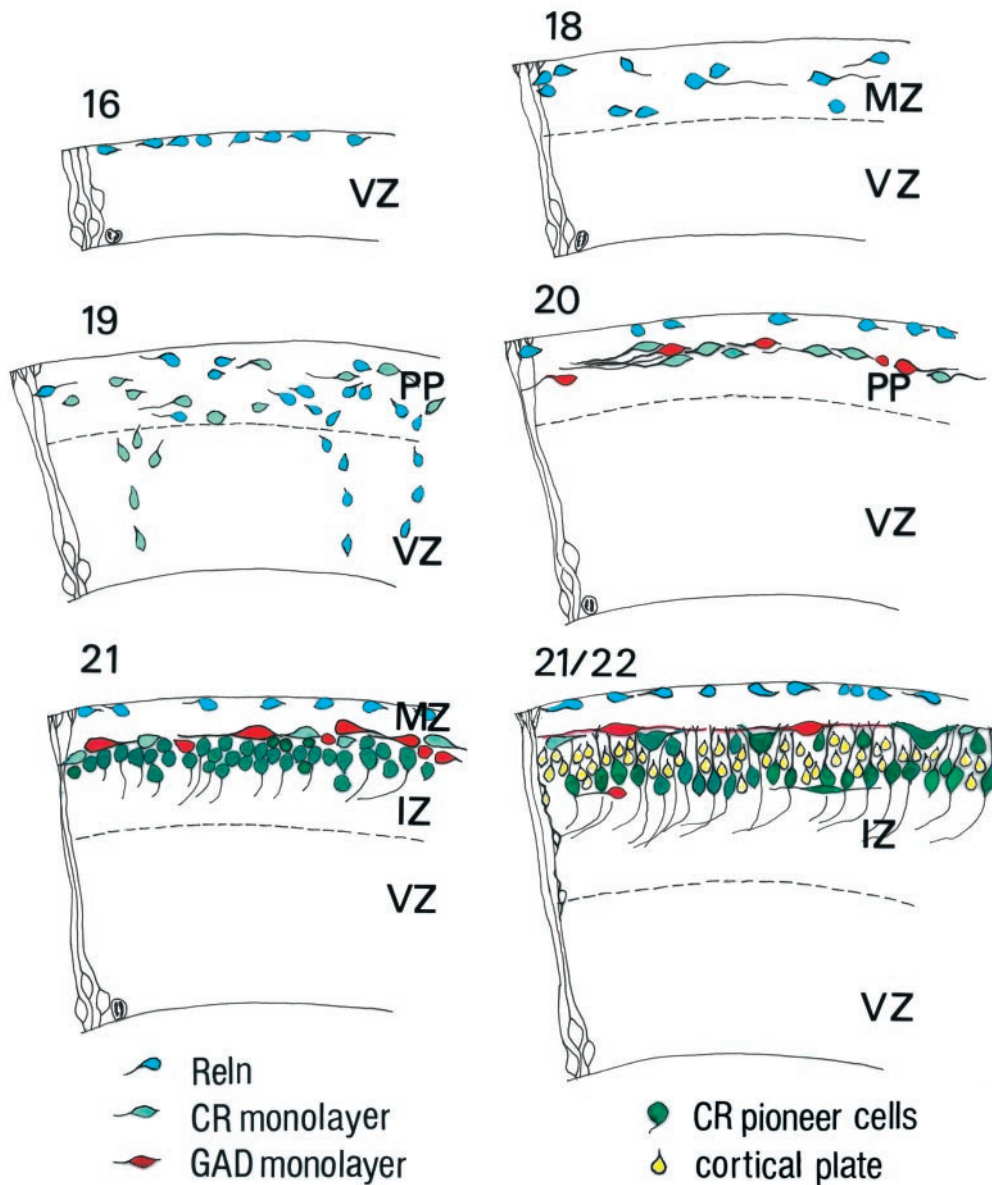 16
VZ
18
MZ
VZ
19
PP
VZ
20
PP
VZ
21
MZ
IZ
VZ
21/22
IZ
VZ
Reln
CR monolayer
GAD monolayer
CR pioneer cells
cortical plate